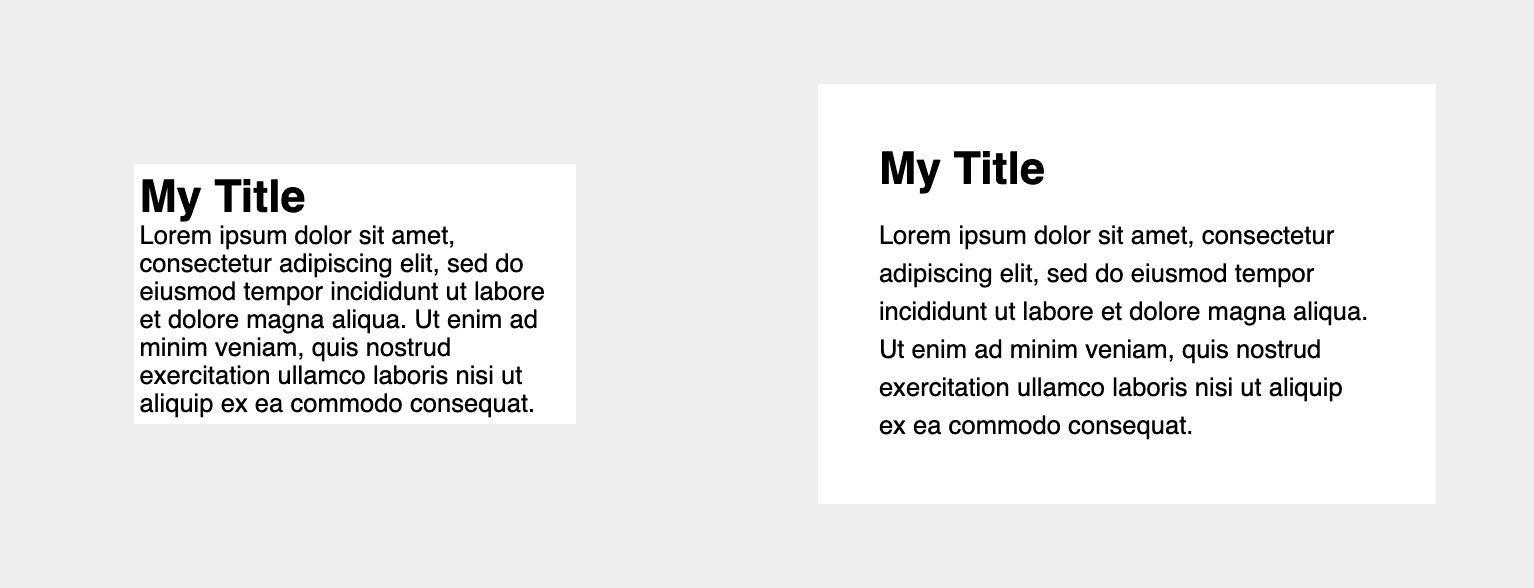 My Title
Lorem ipsum dolor sit amet,
consectetur adipiscing elit, sed do
eiusmod tempor incididunt ut labore
et dolore magna aliqua. Ut enim ad
minim veniam, quis nostrud
exercitation ullamco laboris nisi ut
aliquip ex ea commodo consequat.
My Title
Lorem ipsum dolor sit amet, consectetur
adipiscing elit, sed do eiusmod tempor
incididunt ut labore et dolore magna aliqua.
Ut enim ad minim veniam, quis nostrud
exercitation ullamco laboris nisi ut aliquip
ex ea commodo consequat.